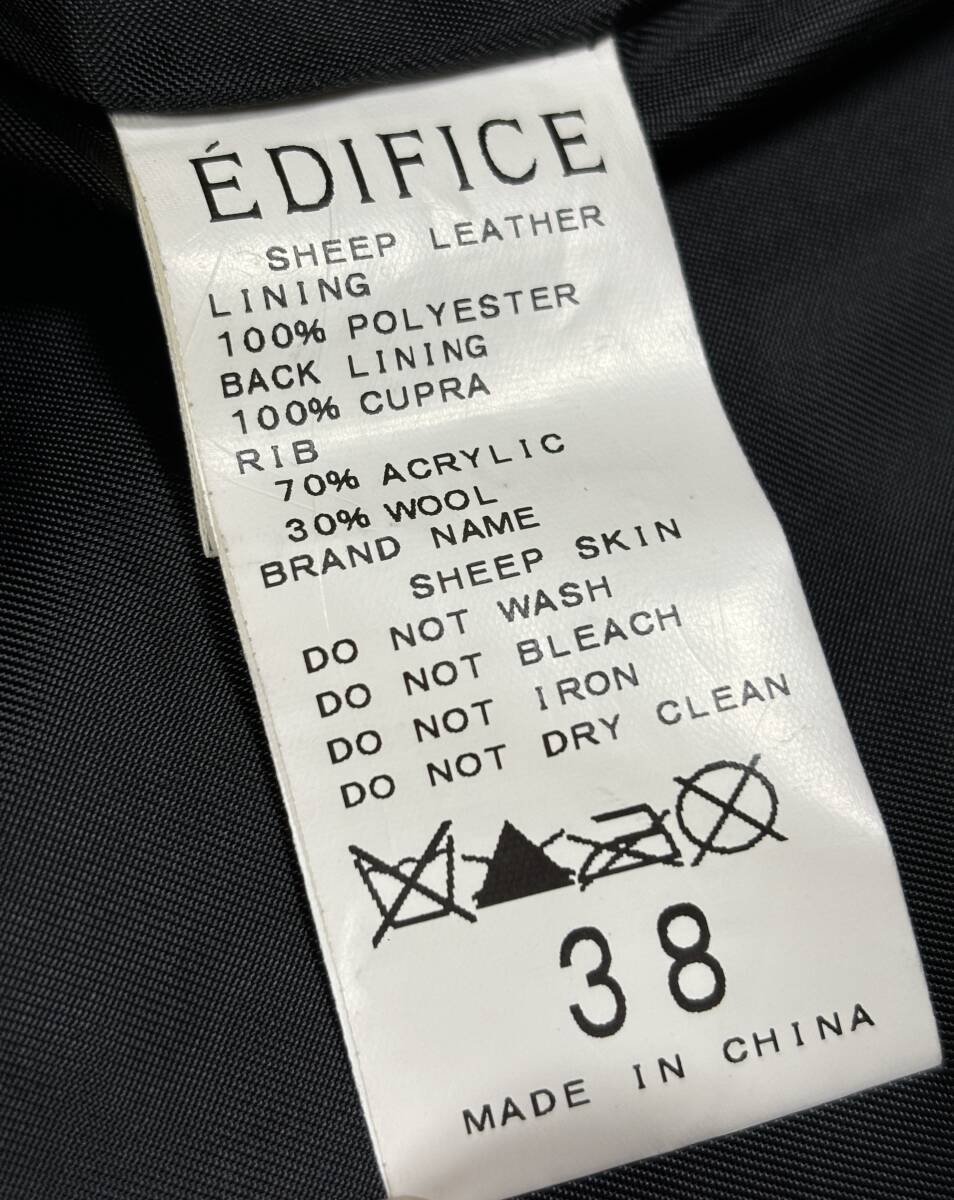 ÉDIFICE
SHEEP LEATHER
LINING
100% POLYESTER
BACK LINING
100% CUPRA
RIB
70% ACRYLIC
30% WOOL
BRAND NAME
SHEEP SKIN
DO NOT WASH
DO NOT BLEACH
DO NOT IRON
DO NOT DRY CLEAN
38
MADE IN CHINA